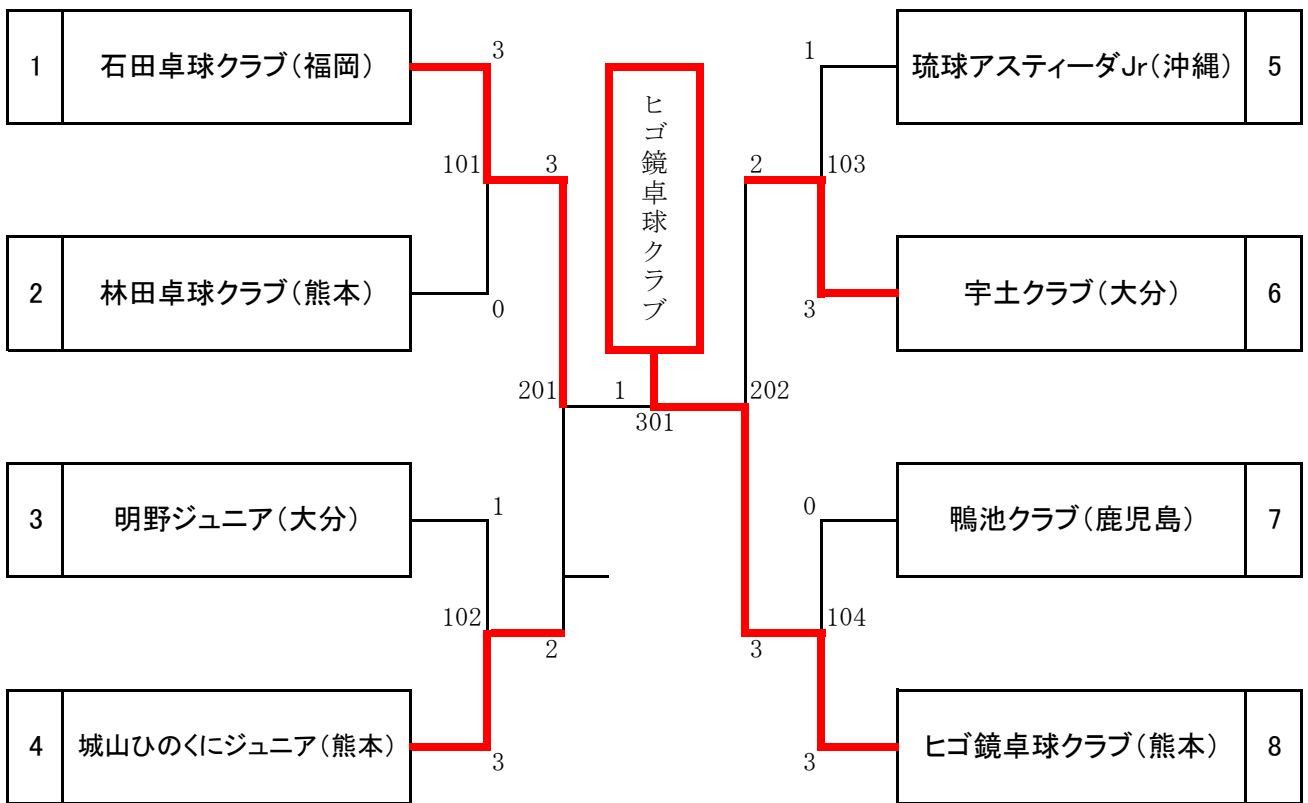 1 石田卓球クラブ(福岡)
3
101
3
2 林田卓球クラブ(熊本)
0
201
3 明野ジュニア(大分)
1
102
2
4 城山ひのくにジュニア(熊本)
3
ヒゴ鏡卓球クラブ
1
301
1
琉球アスティーダJr(沖縄) 5
2
103
宇土クラブ(大分) 6
3
202
0
鴨池クラブ(鹿児島) 7
104
3
3
ヒゴ鏡卓球クラブ(熊本) 8